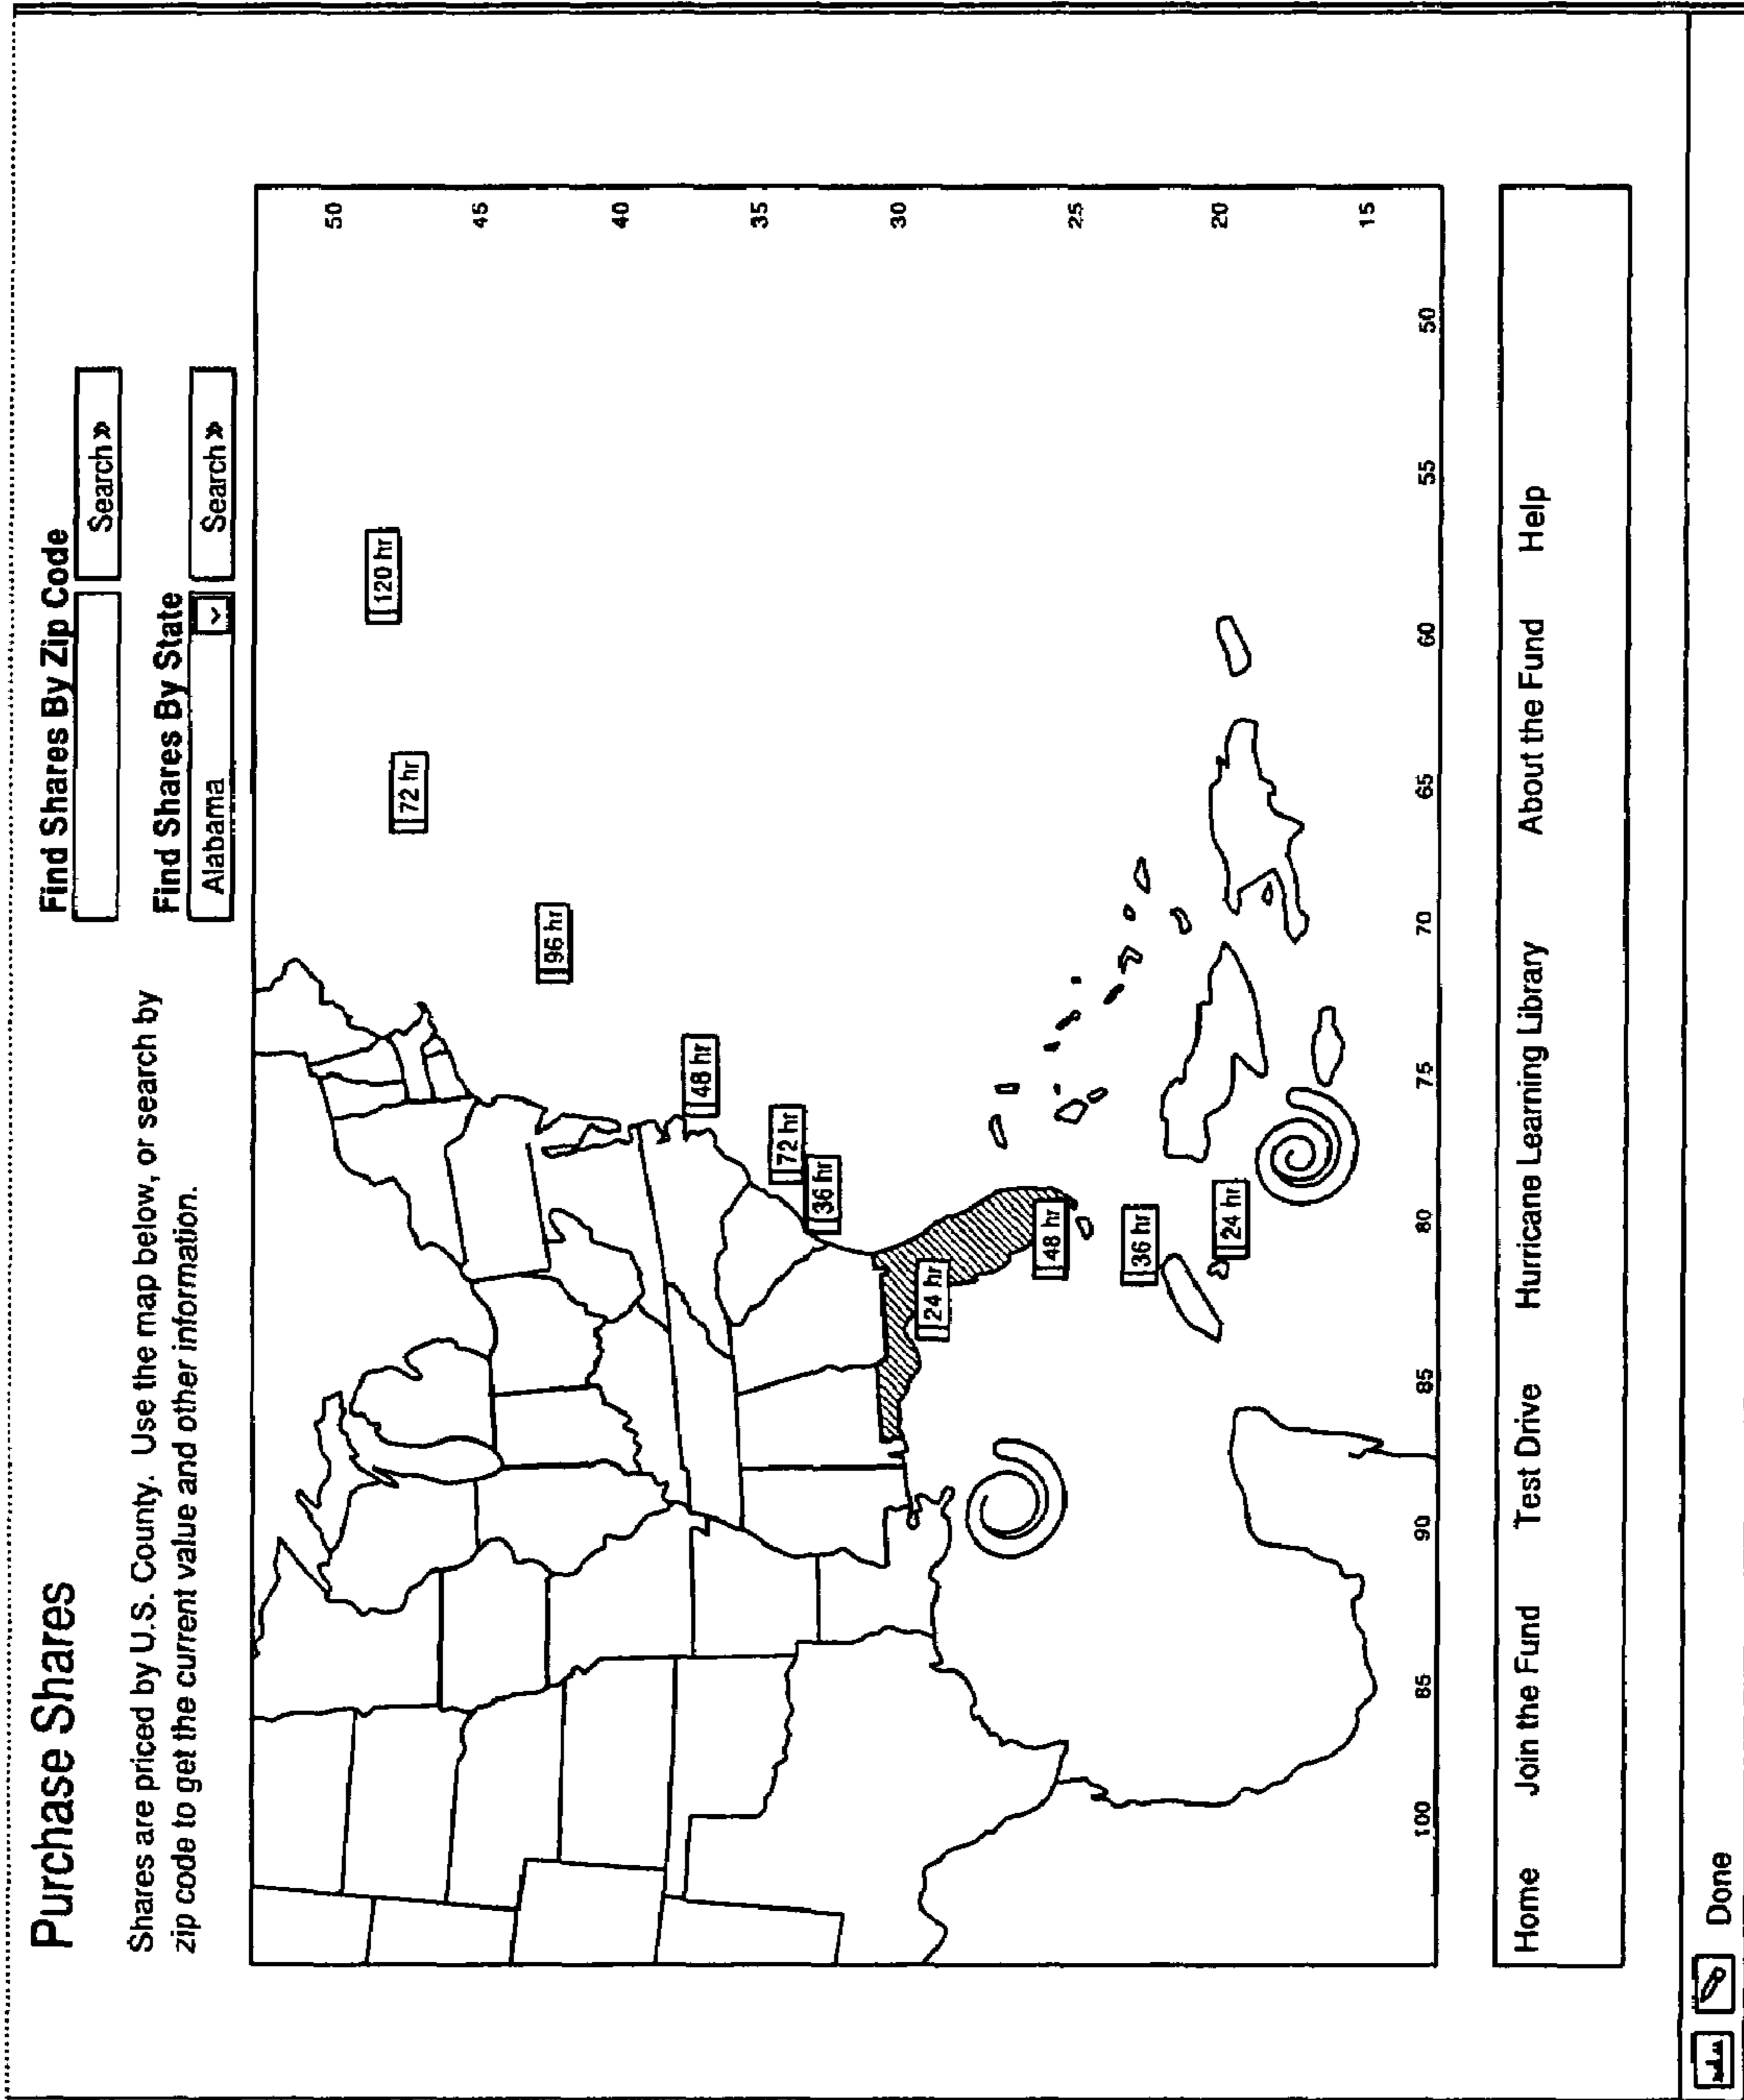 Purchase Shares
Find Shares By Zip Code
Search »
Shares are priced by U.S. County. Use the map below, or search by
zip code to get the current value and other information.
Find Shares By State
Alabama
Search »
120 hr
72 hr
96 hr
48 hr
72 hr
36 hr
24 hr
48 hr
36 hr
24 hr
50
45
40
35
30
25
20
15
100 85 90 85 80 75 70 65 60 55 50
Home Join the Fund Test Drive Hurricane Learning Library About the Fund Help
Done